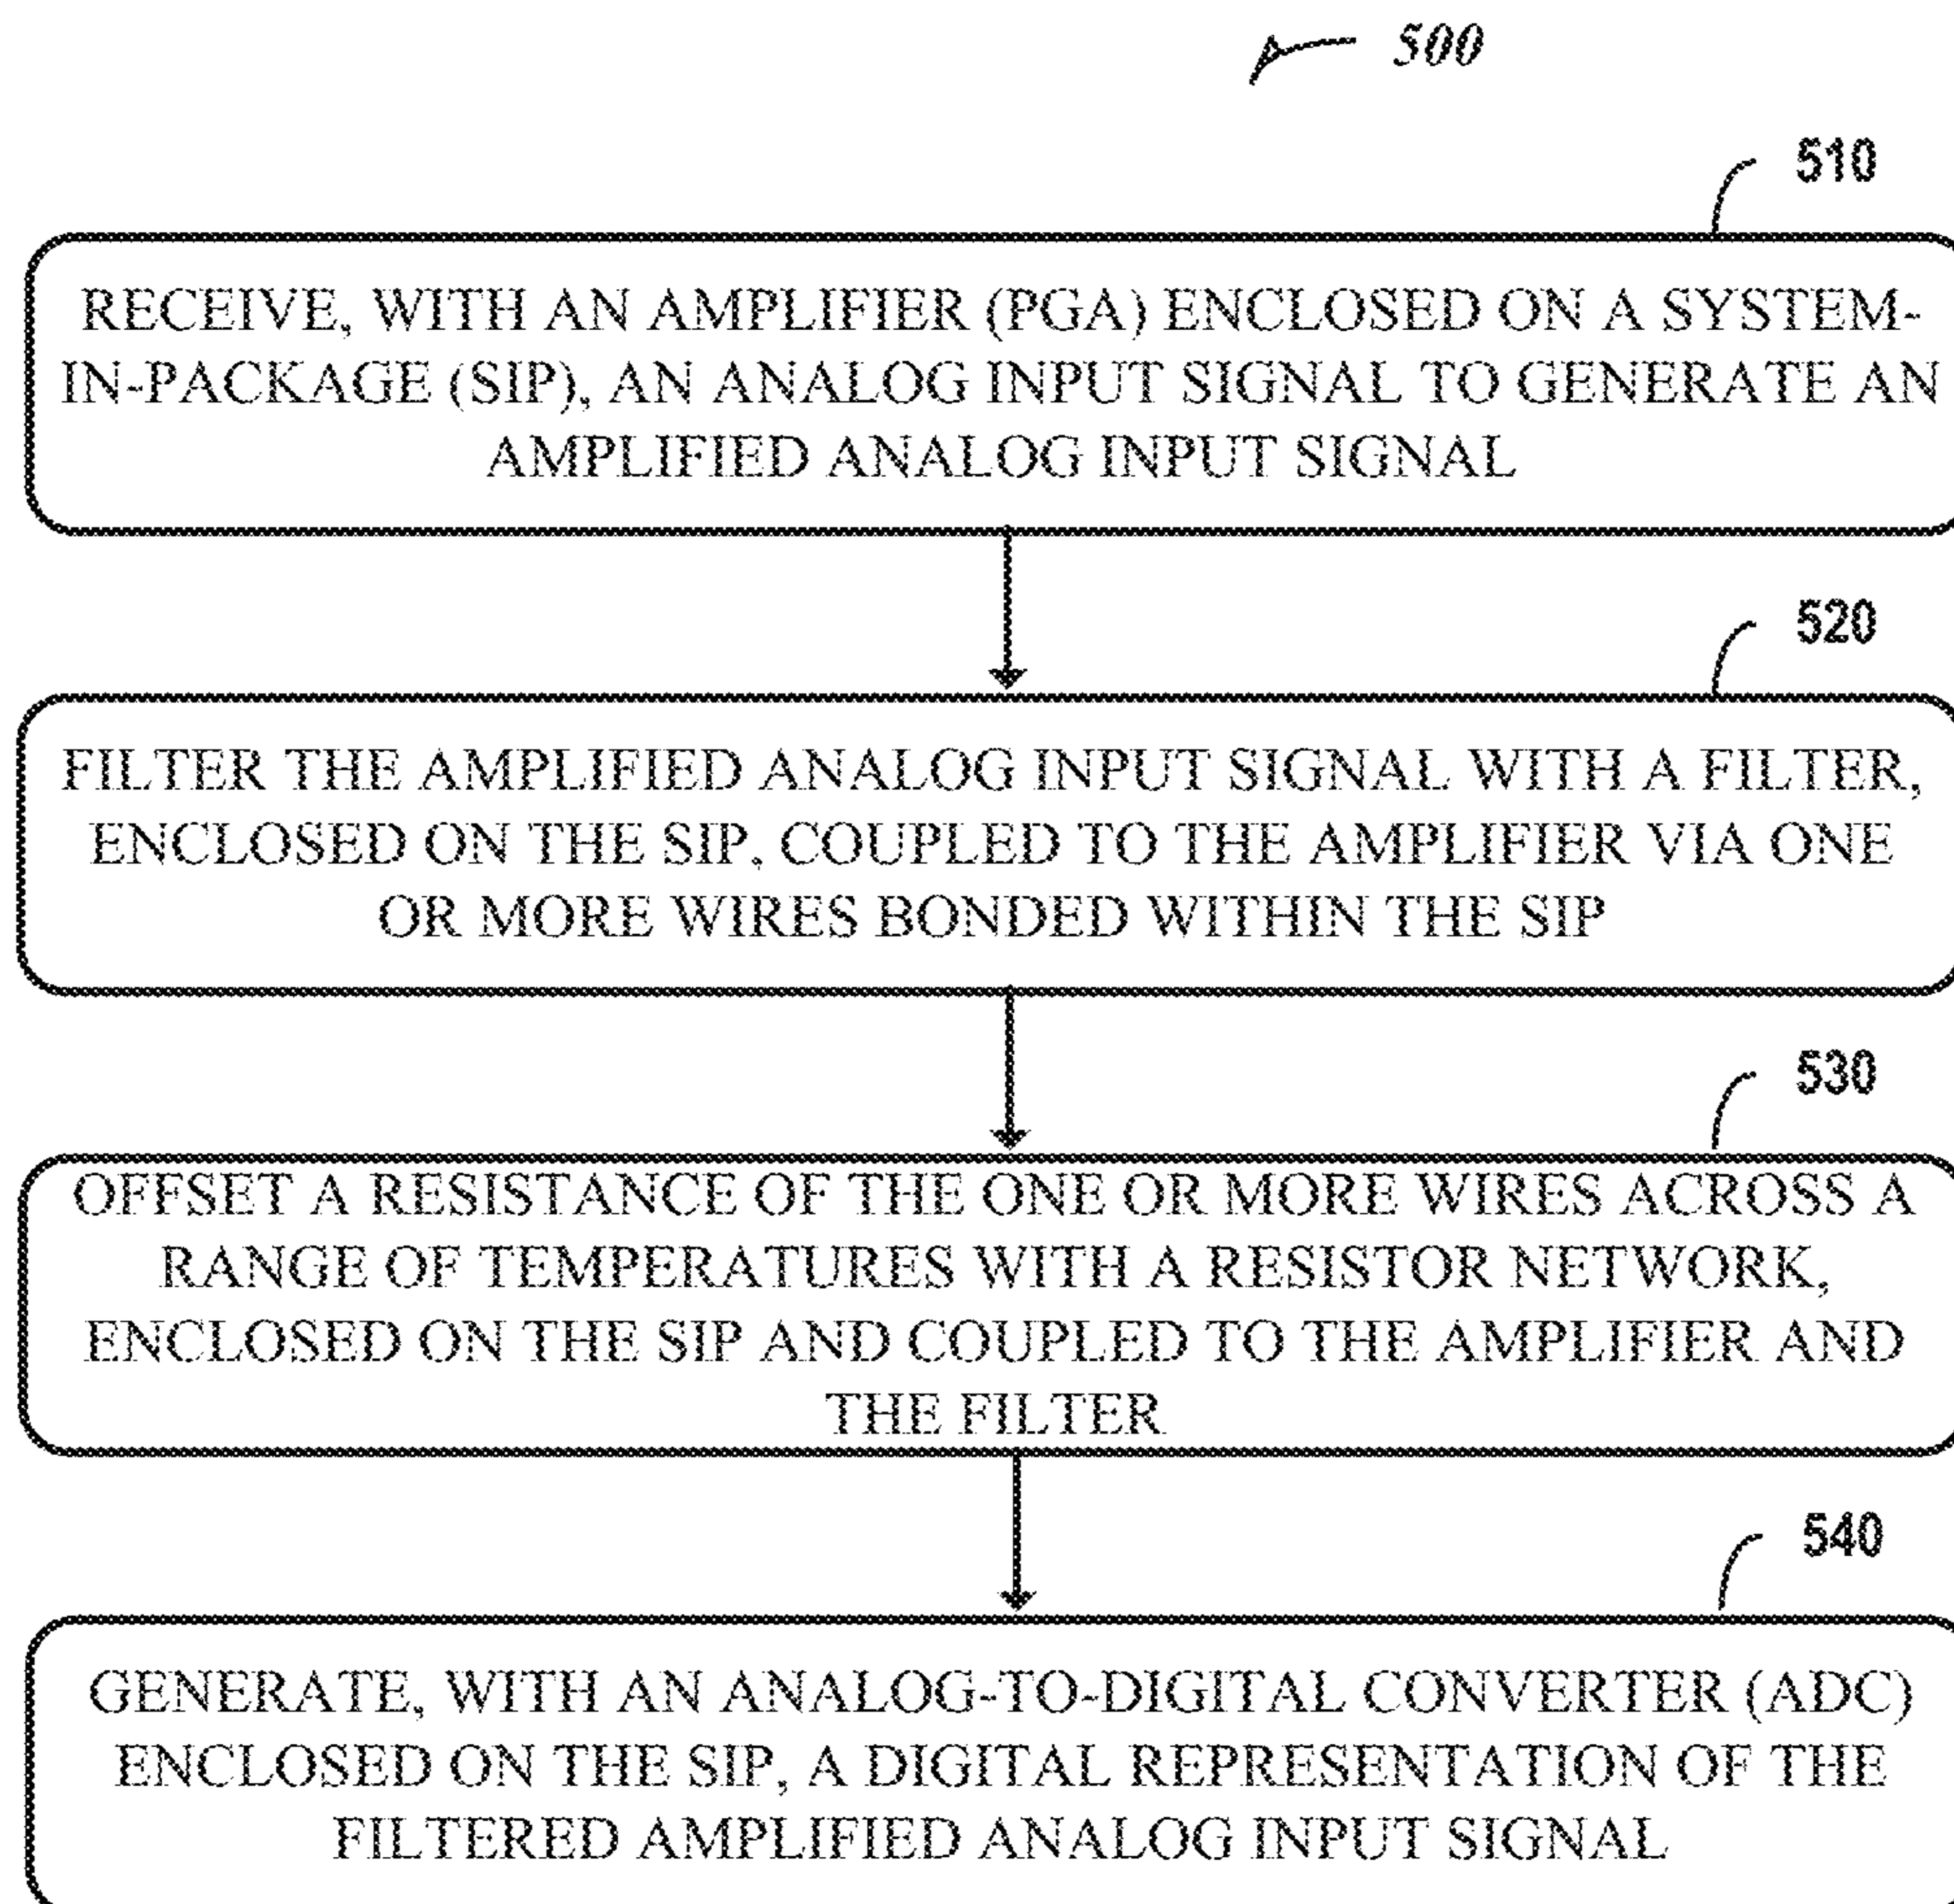 500
510
RECEIVE, WITH AN AMPLIFIER (PGA) ENCLOSED ON A SYSTEM-
IN-PACKAGE (SIP), AN ANALOG INPUT SIGNAL TO GENERATE AN
AMPLIFIED ANALOG INPUT SIGNAL
520
FILTER THE AMPLIFIED ANALOG INPUT SIGNAL WITH A FILTER,
ENCLOSED ON THE SIP, COUPLED TO THE AMPLIFIER VIA ONE
OR MORE WIRES BONDED WITHIN THE SIP
530
OFFSET A RESISTANCE OF THE ONE OR MORE WIRES ACROSS A
RANGE OF TEMPERATURES WITH A RESISTOR NETWORK,
ENCLOSED ON THE SIP AND COUPLED TO THE AMPLIFIER AND
THE FILTER
540
GENERATE, WITH AN ANALOG-TO-DIGITAL CONVERTER (ADC)
ENCLOSED ON THE SIP, A DIGITAL REPRESENTATION OF THE
FILTERED AMPLIFIED ANALOG INPUT SIGNAL